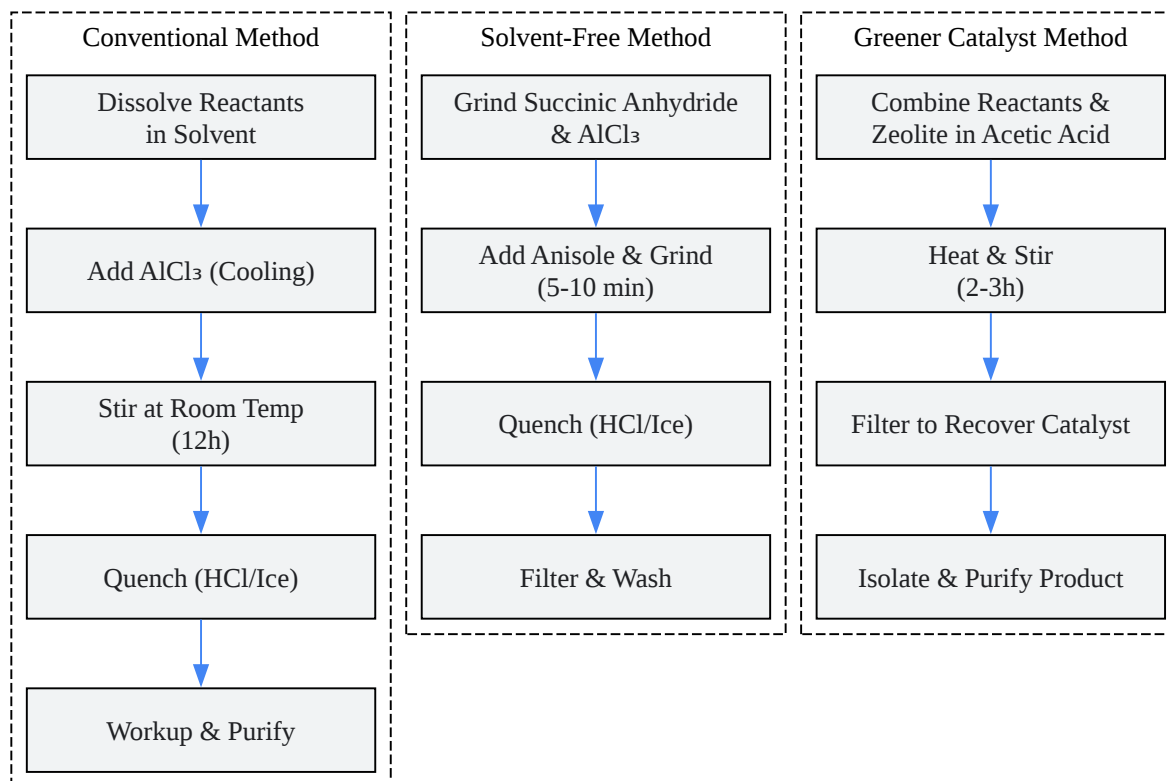 Conventional Method
Dissolve Reactants
in Solvent
Add AlCl₃ (Cooling)
Stir at Room Temp
(12h)
Quench (HCl/Ice)
Workup & Purify
Solvent-Free Method
Grind Succinic Anhydride
& AlCl₃
Add Anisole & Grind
(5-10 min)
Quench (HCl/Ice)
Filter & Wash
Greener Catalyst Method
Combine Reactants &
Zeolite in Acetic Acid
Heat & Stir
(2-3h)
Filter to Recover Catalyst
Isolate & Purify Product